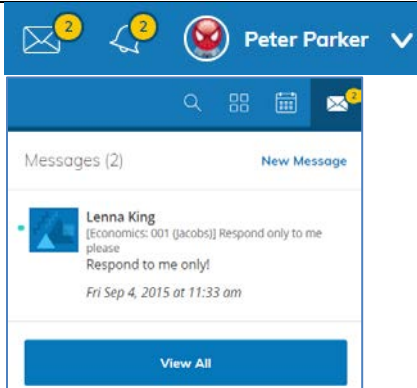 2
2
Peter Parker
2
Messages (2) New Message
Lenna King
[Economics: 001 (Jacobs)] Respond only to me
please
Respond to me only!
Fri Sep 4, 2015 at 11:33 am
View All